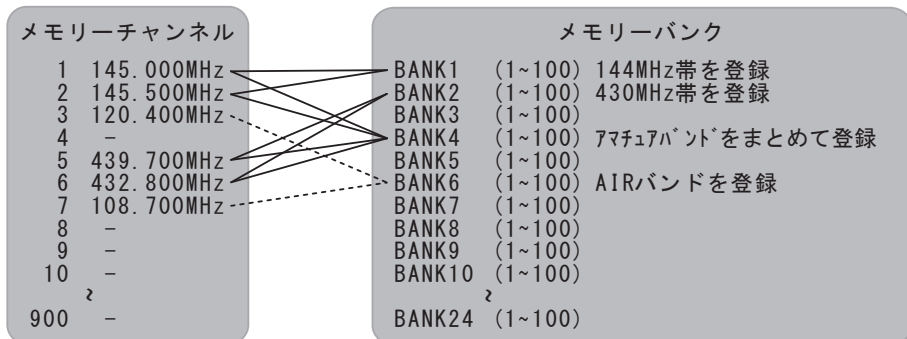 メモリーチャンネル
1 145.000MHz
2 145.500MHz
3 120.400MHz
4 −
5 439.700MHz
6 432.800MHz
7 108.700MHz
8 −
9 −
10 −
~
900 −
メモリーバンク
BANK1 (1~100) 144MHz帯を登録
BANK2 (1~100) 430MHz帯を登録
BANK3 (1~100)
BANK4 (1~100) アマチュアバンドをまとめて登録
BANK5 (1~100)
BANK6 (1~100) AIRバンドを登録
BANK7 (1~100)
BANK8 (1~100)
BANK9 (1~100)
BANK10 (1~100)
~
BANK24 (1~100)